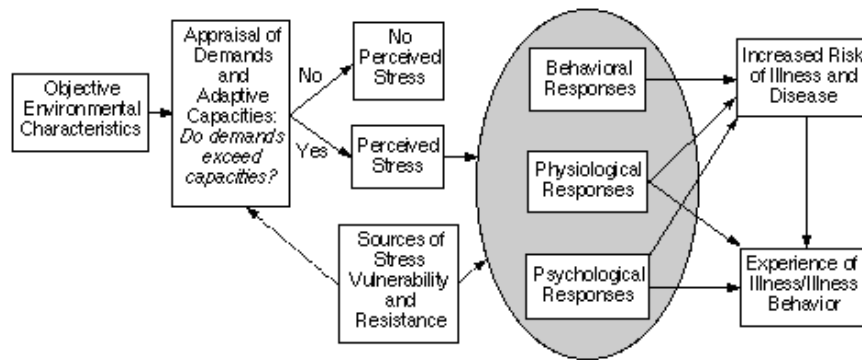 Objective
Environmental
Characteristics
Appraisal of
Demands
and
Adaptive
Capacities:
Do demands
exceed
capacities?
No
Yes
No
Perceived
Stress
Perceived
Stress
Sources of
Stress
Vulnerability
and
Resistance
Behavioral
Responses
Physiological
Responses
Psychological
Responses
Increased Risk
of Illness and
Disease
Experience of
Illness/Illness
Behavior